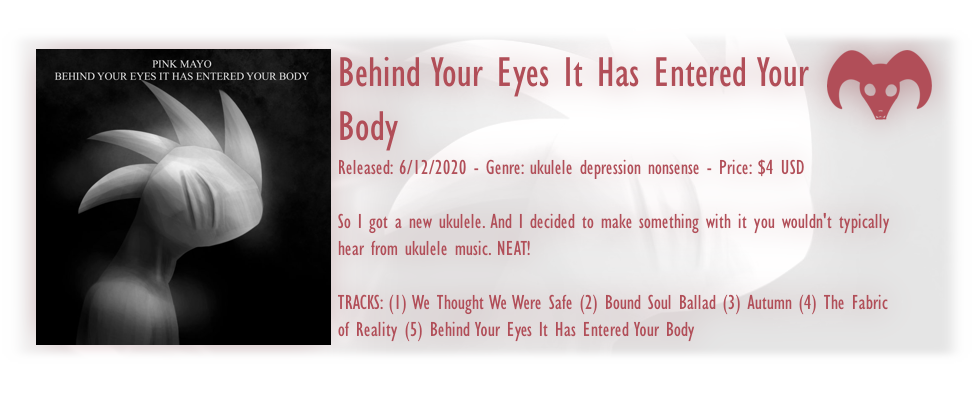 PINK MAYO
BEHIND YOUR EYES IT HAS ENTERED YOUR BODY
Behind Your Eyes It Has Entered Your
Body
Released: 6/12/2020 - Genre: ukulele depression nonsense - Price: $4 USD
So I got a new ukulele. And I decided to make something with it you wouldn't typically
hear from ukulele music. NEAT!
TRACKS: (1) We Thought We Were Safe (2) Bound Soul Ballad (3) Autumn (4) The Fabric
of Reality (5) Behind Your Eyes It Has Entered Your Body